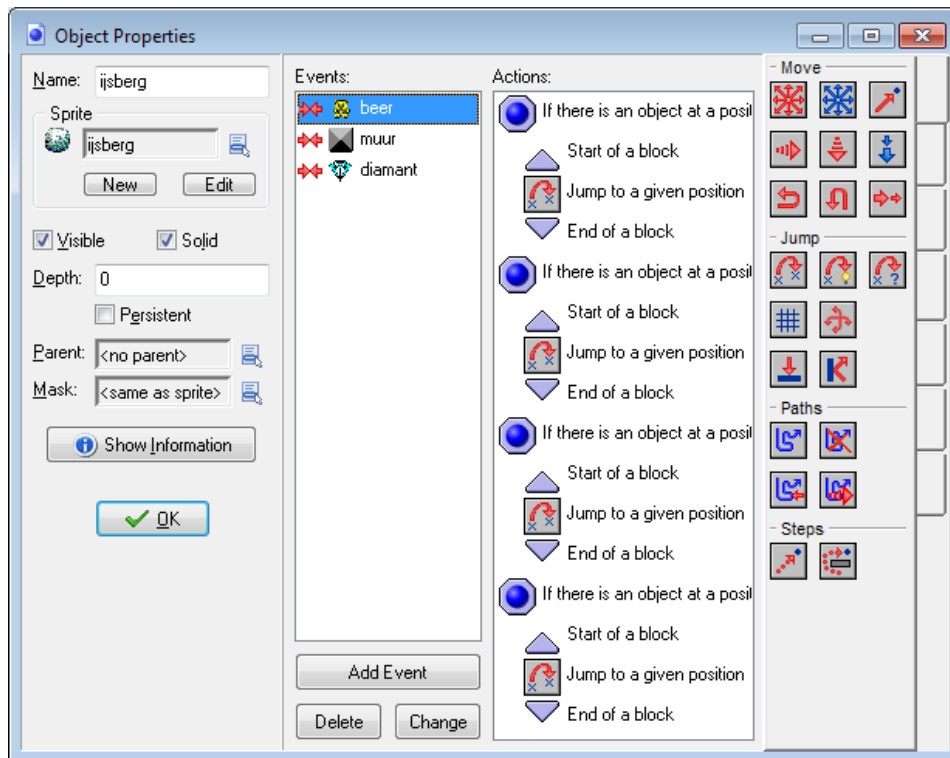 Object Properties
Name: ijsberg
Sprite
ijsberg
New Edit
Visible Solid
Depth: 0
Persistent
Parent: <no parent>
Mask: <same as sprite>
Show Information
OK
Events:
beer
muur
diamant
Add Event
Delete Change
Actions:
If there is an object at a posit
Start of a block
Jump to a given position
End of a block
If there is an object at a posit
Start of a block
Jump to a given position
End of a block
If there is an object at a posit
Start of a block
Jump to a given position
End of a block
If there is an object at a posit
Start of a block
Jump to a given position
End of a block
Move
Jump
Paths
Steps